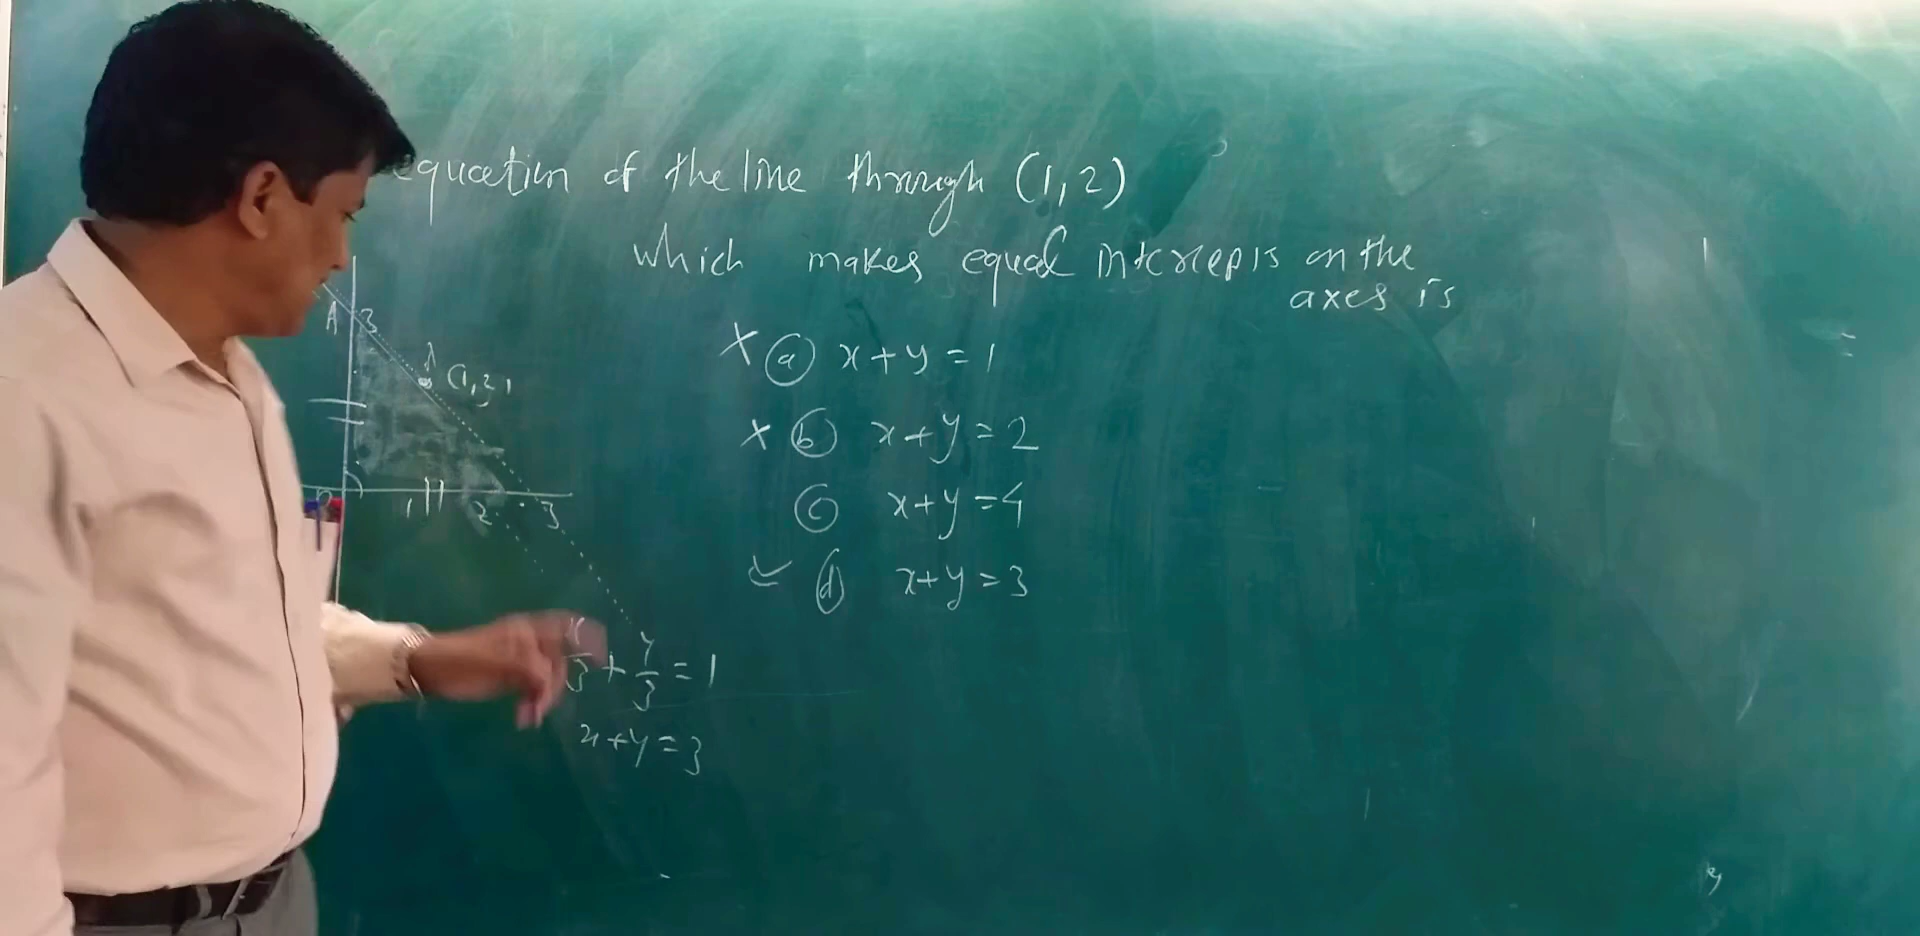 equation of the line through (1,2)
which makes equal intercepts on the
axes is
A 3
(1,2)
1 2 3
× (a) x+y=1
× (b) x+y=2
(c) x+y=4
✓ (d) x+y=3
x/3 + y/3 = 1
x+y=3